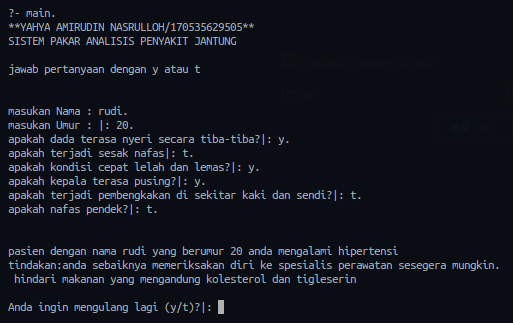 ?- main.
**YAHYA AMIRUDIN NASRULLOH/170535629505**
SISTEM PAKAR ANALISIS PENYAKIT JANTUNG
jawab pertanyaan dengan y atau t
masukan Nama : rudi.
masukan Umur : |: 20.
apakah dada terasa nyeri secara tiba-tiba?|: y.
apakah terjadi sesak nafas|: t.
apakah kondisi cepat lelah dan lemas?|: y.
apakah kepala terasa pusing?|: y.
apakah terjadi pembengkakan di sekitar kaki dan sendi?|: t.
apakah nafas pendek?|: t.
pasien dengan nama rudi yang berumur 20 anda mengalami hipertensi
tindakan:anda sebaiknya memeriksakan diri ke spesialis perawatan sesegera mungkin.
hindari makanan yang mengandung kolesterol dan tigleserin
Anda ingin mengulang lagi (y/t)?|: